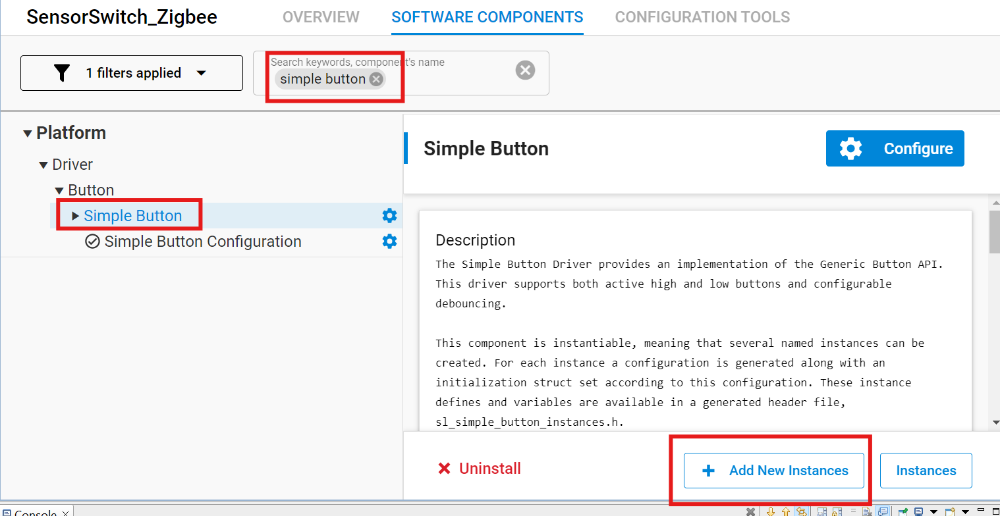 SensorSwitch_Zigbee
OVERVIEW
SOFTWARE COMPONENTS
CONFIGURATION TOOLS
1 filters applied
Search keywords, component's name
simple button
Platform
Driver
Button
Simple Button
Simple Button Configuration
Simple Button
Configure
Description
The Simple Button Driver provides an implementation of the Generic Button API.
This driver supports both active high and low buttons and configurable
debouncing.
This component is instantiable, meaning that several named instances can be
created. For each instance a configuration is generated along with an
initialization struct set according to this configuration. These instance
defines and variables are available in a generated header file,
sl_simple_button_instances.h.
Uninstall
Add New Instances
Instances
Console